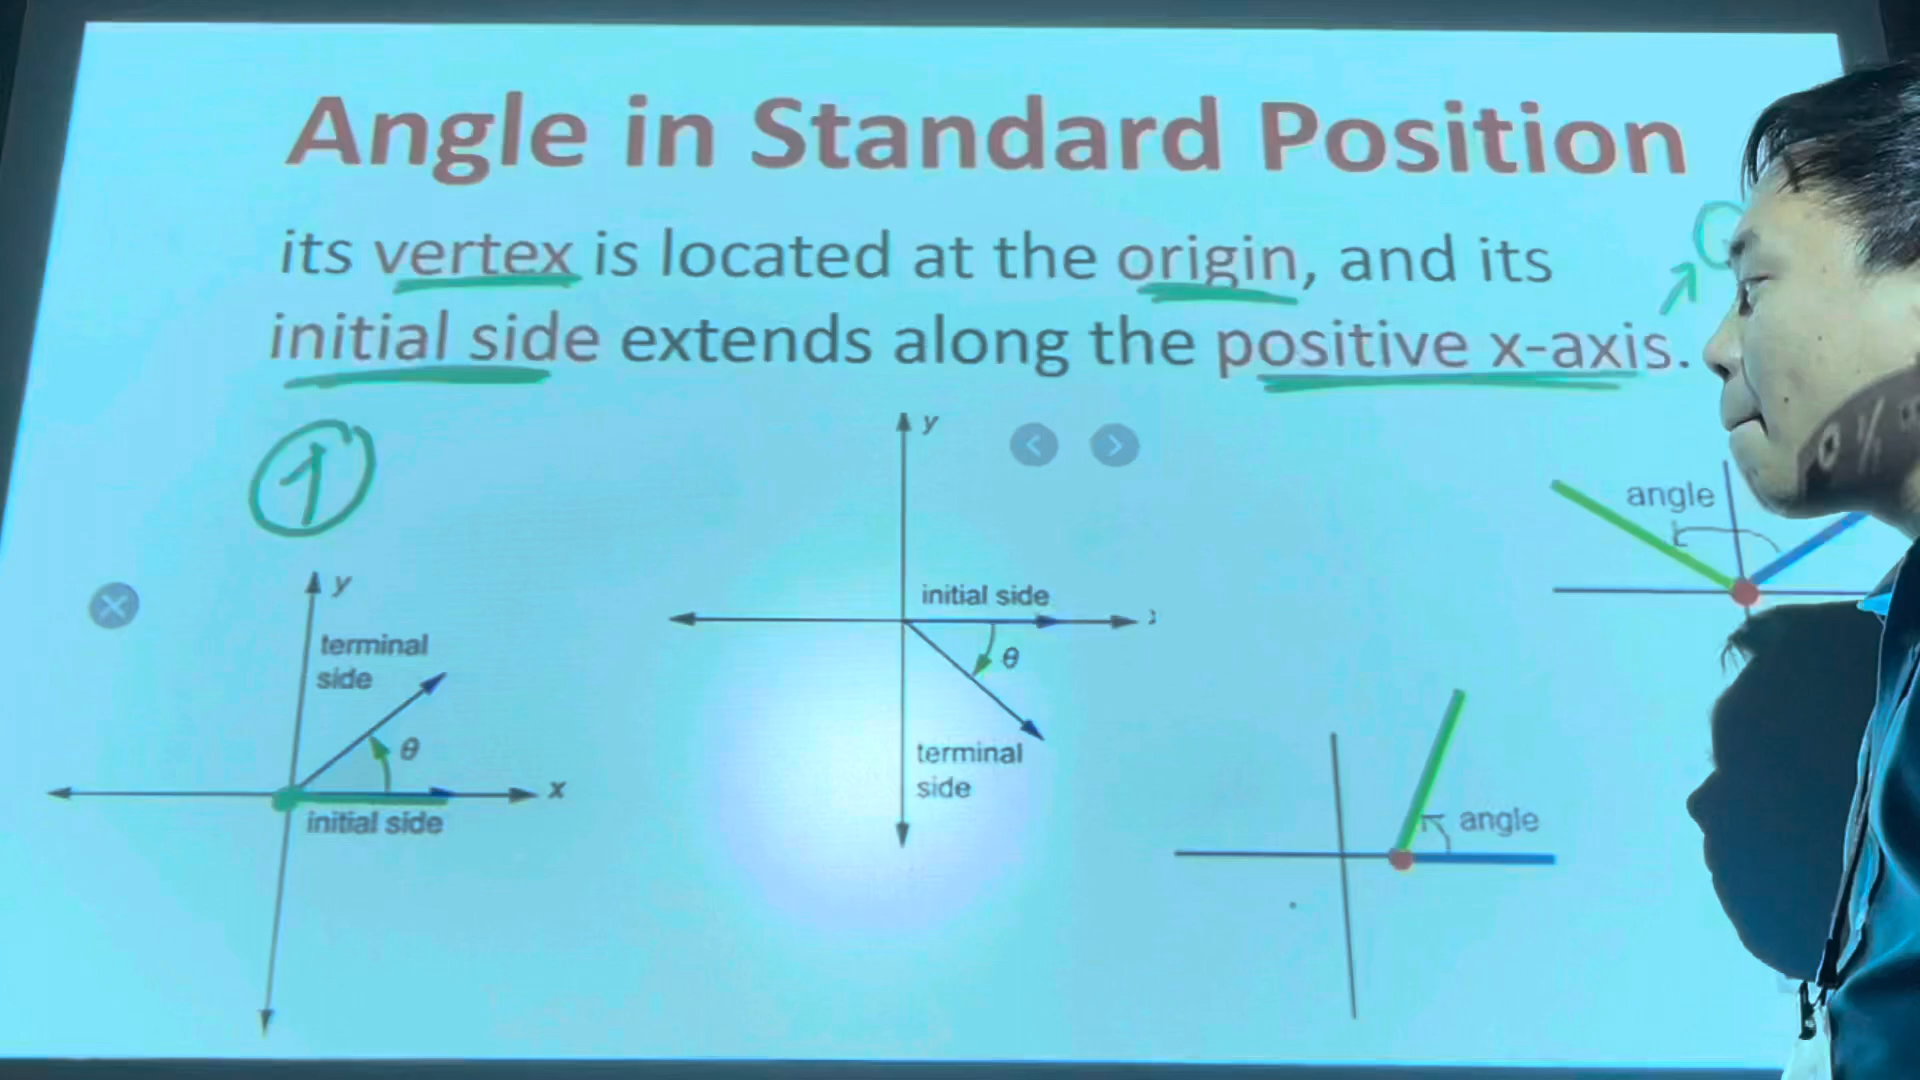 Angle in Standard Position
its vertex is located at the origin, and its
initial side extends along the positive x-axis.
1
y
terminal
side
θ
x
initial side
y
initial side
θ
terminal
side
angle
angle